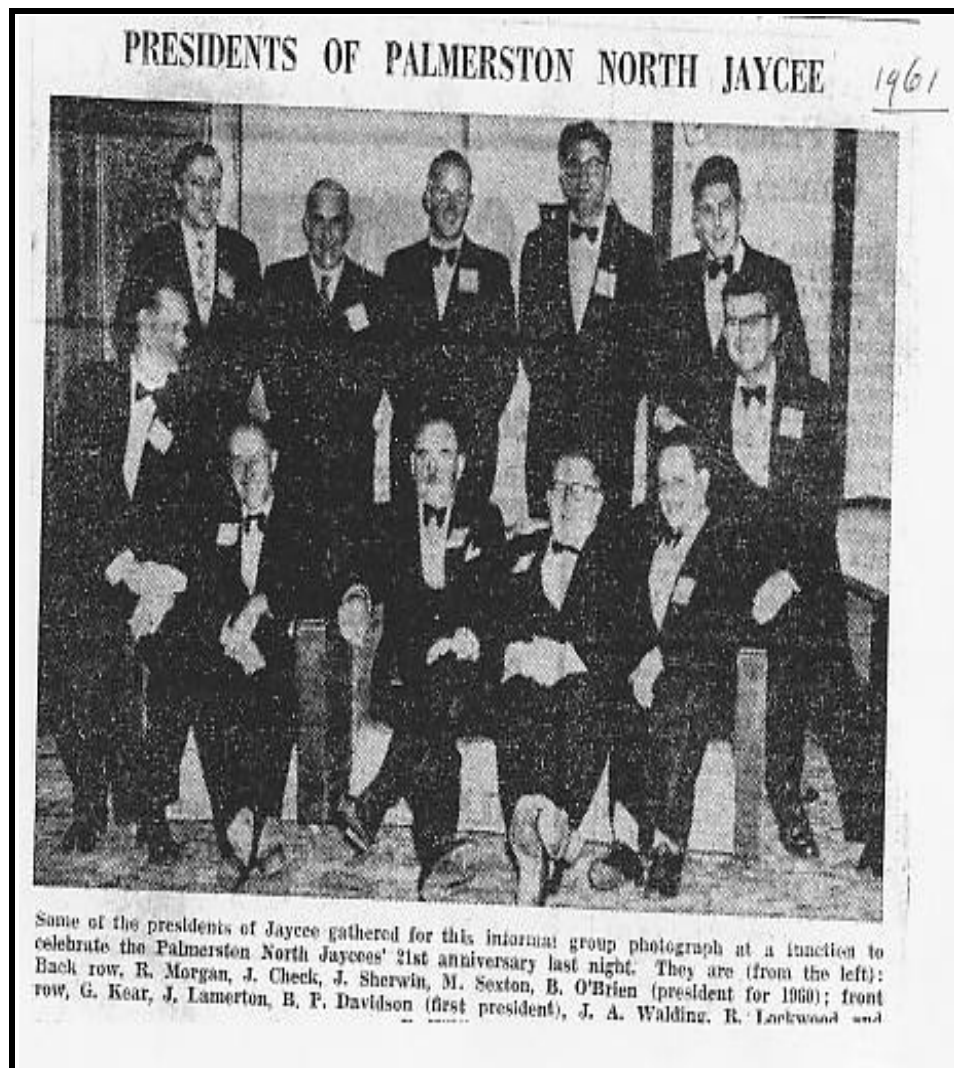 PRESIDENTS OF PALMERSTON NORTH JAYCEE
1961
Some of the presidents of Jaycee gathered for this informal group photograph at a function to
celebrate the Palmerston North Jaycees' 21st anniversary last night. They are (from the left):
Back row, R. Morgan, J. Check, J. Sherwin, M. Sexton, B. O'Brien (president for 1960); front
row, G. Kear, J. Lamerton, B. P. Davidson (first president), J. A. Walding, R. Lockwood and